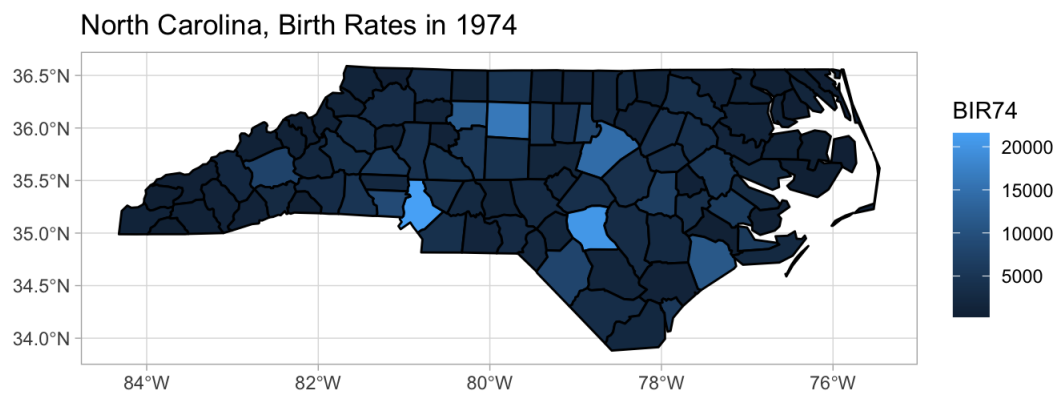 North Carolina, Birth Rates in 1974
36.5°N
36.0°N
35.5°N
35.0°N
34.5°N
34.0°N
84°W
82°W
80°W
78°W
76°W
BIR74
20000
15000
10000
5000